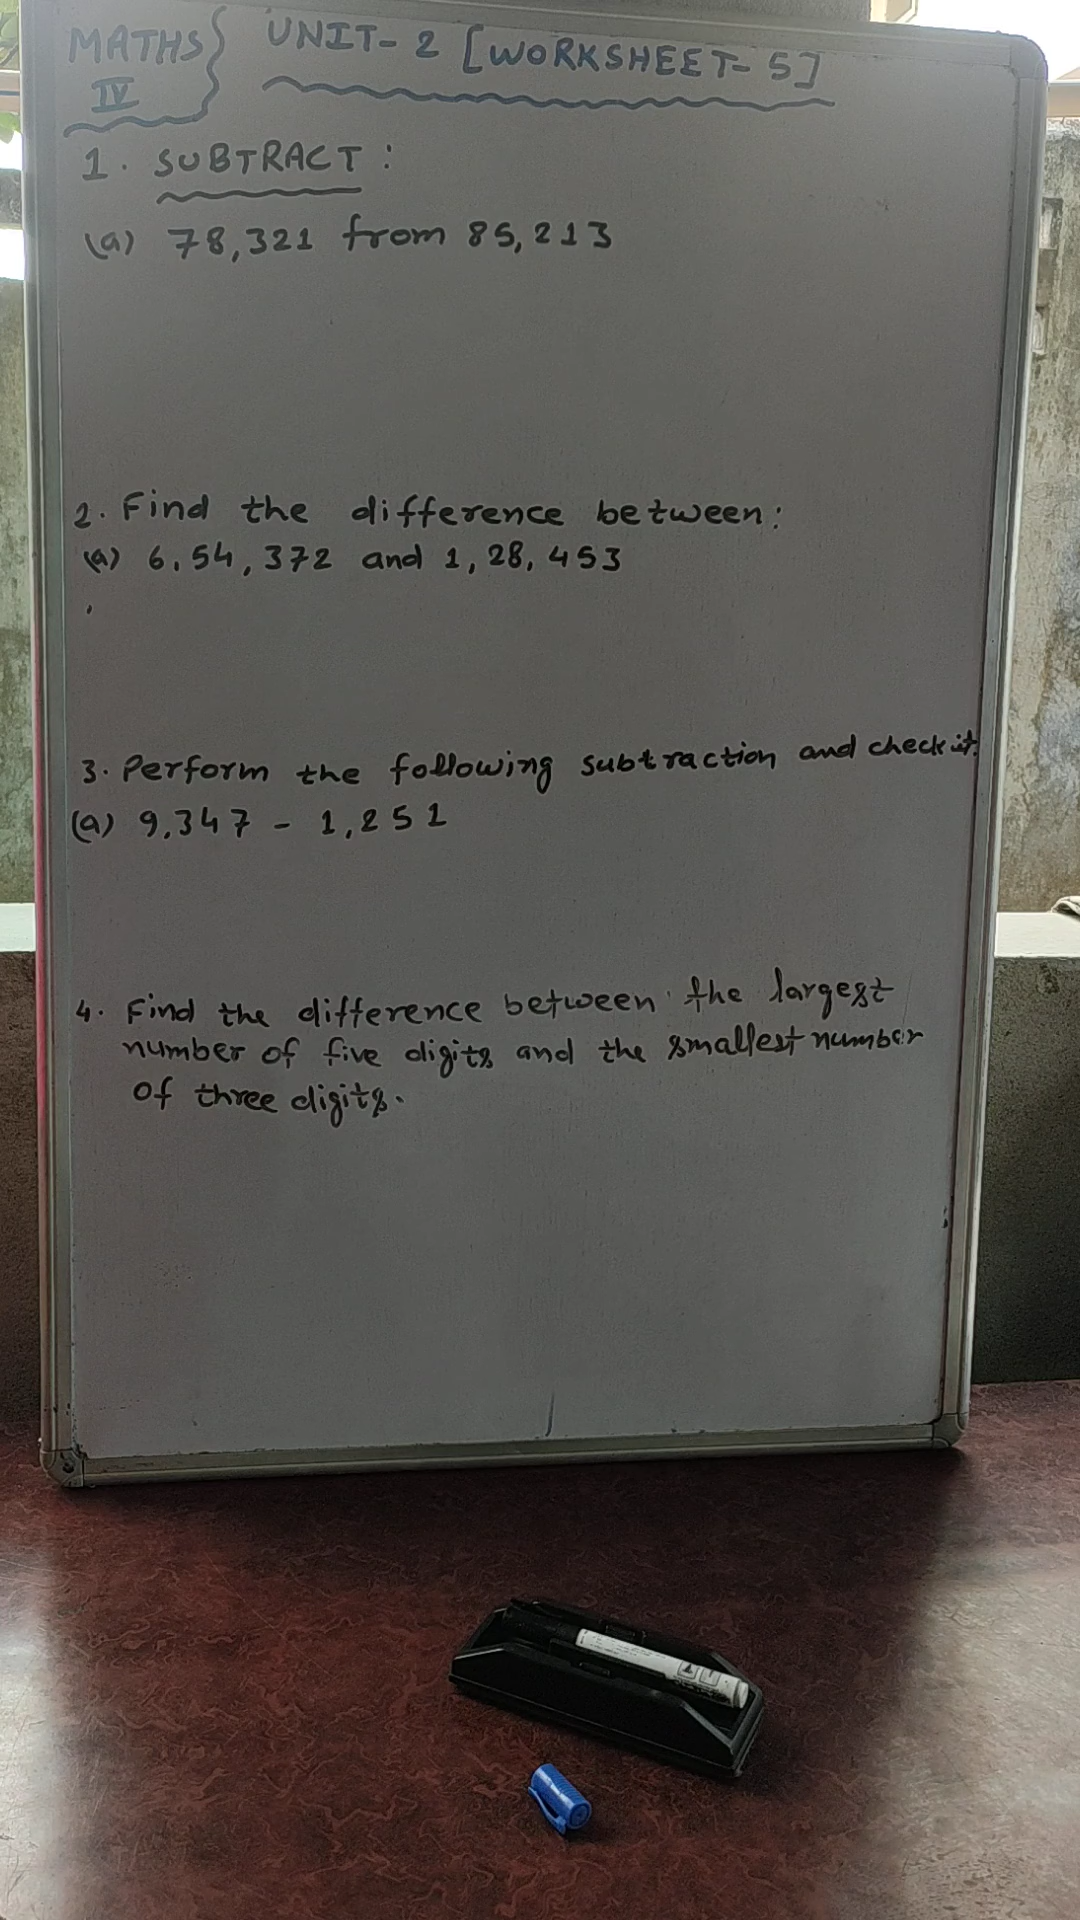 MATHS} UNIT- 2 [WORKSHEET- 5]
IV
1. SUBTRACT:
(a) 78,321 from 85,213
2. Find the difference between:
(a) 6,54,372 and 1,28,453
3. Perform the following subtraction and check it.
(a) 9,347 - 1,251
4. Find the difference between the largest
number of five digits and the smallest number
of three digits.